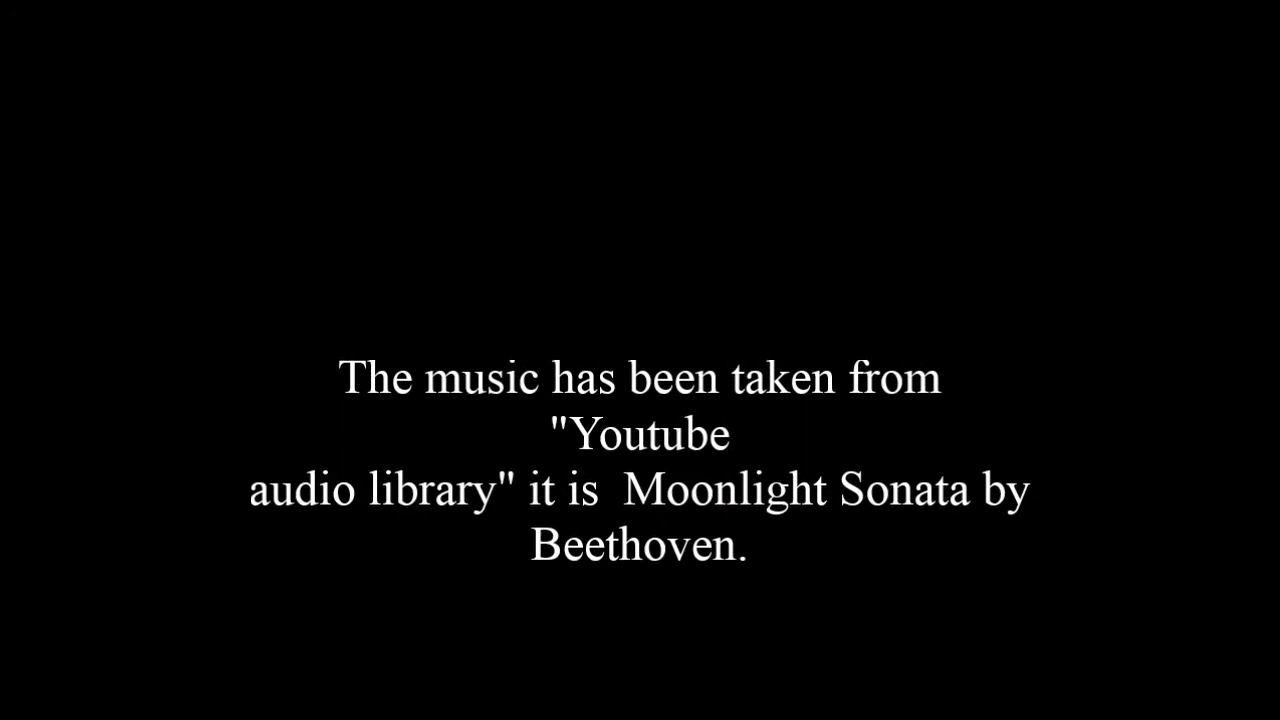 The music has been taken from
"Youtube
audio library" it is  Moonlight Sonata by
Beethoven.